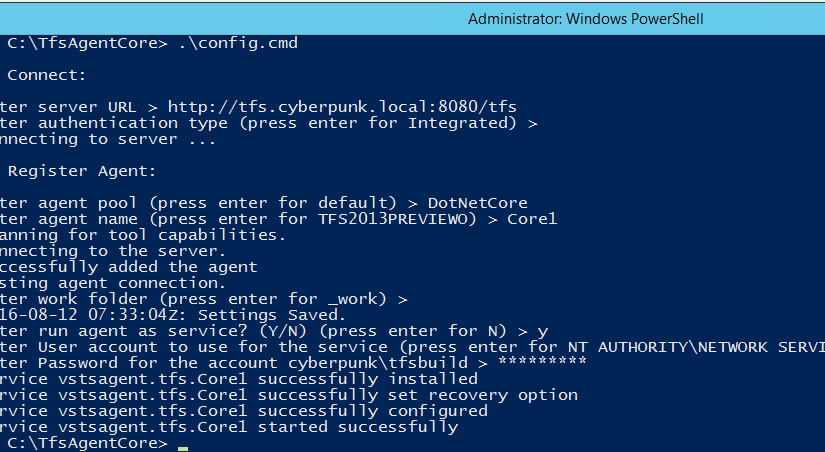 Administrator: Windows PowerShell
C:\TfsAgentCore> .\config.cmd
Connect:
ter server URL > http://tfs.cyberpunk.local:8080/tfs
ter authentication type (press enter for Integrated) >
nnecting to server ...
Register Agent:
ter agent pool (press enter for default) > DotNetCore
ter agent name (press enter for TFS2013PREVIEWO) > Core1
anning for tool capabilities.
nnecting to the server.
ccessfully added the agent
sting agent connection.
ter work folder (press enter for _work) >
16-08-12 07:33:04Z: Settings Saved.
ter run agent as service? (Y/N) (press enter for N) > y
ter User account to use for the service (press enter for NT AUTHORITY\NETWORK SERVI
ter Password for the account cyberpunk\tfsbuild > *********
rvice vstsagent.tfs.Core1 successfully installed
rvice vstsagent.tfs.Core1 successfully set recovery option
rvice vstsagent.tfs.Core1 successfully configured
rvice vstsagent.tfs.Core1 started successfully
C:\TfsAgentCore>